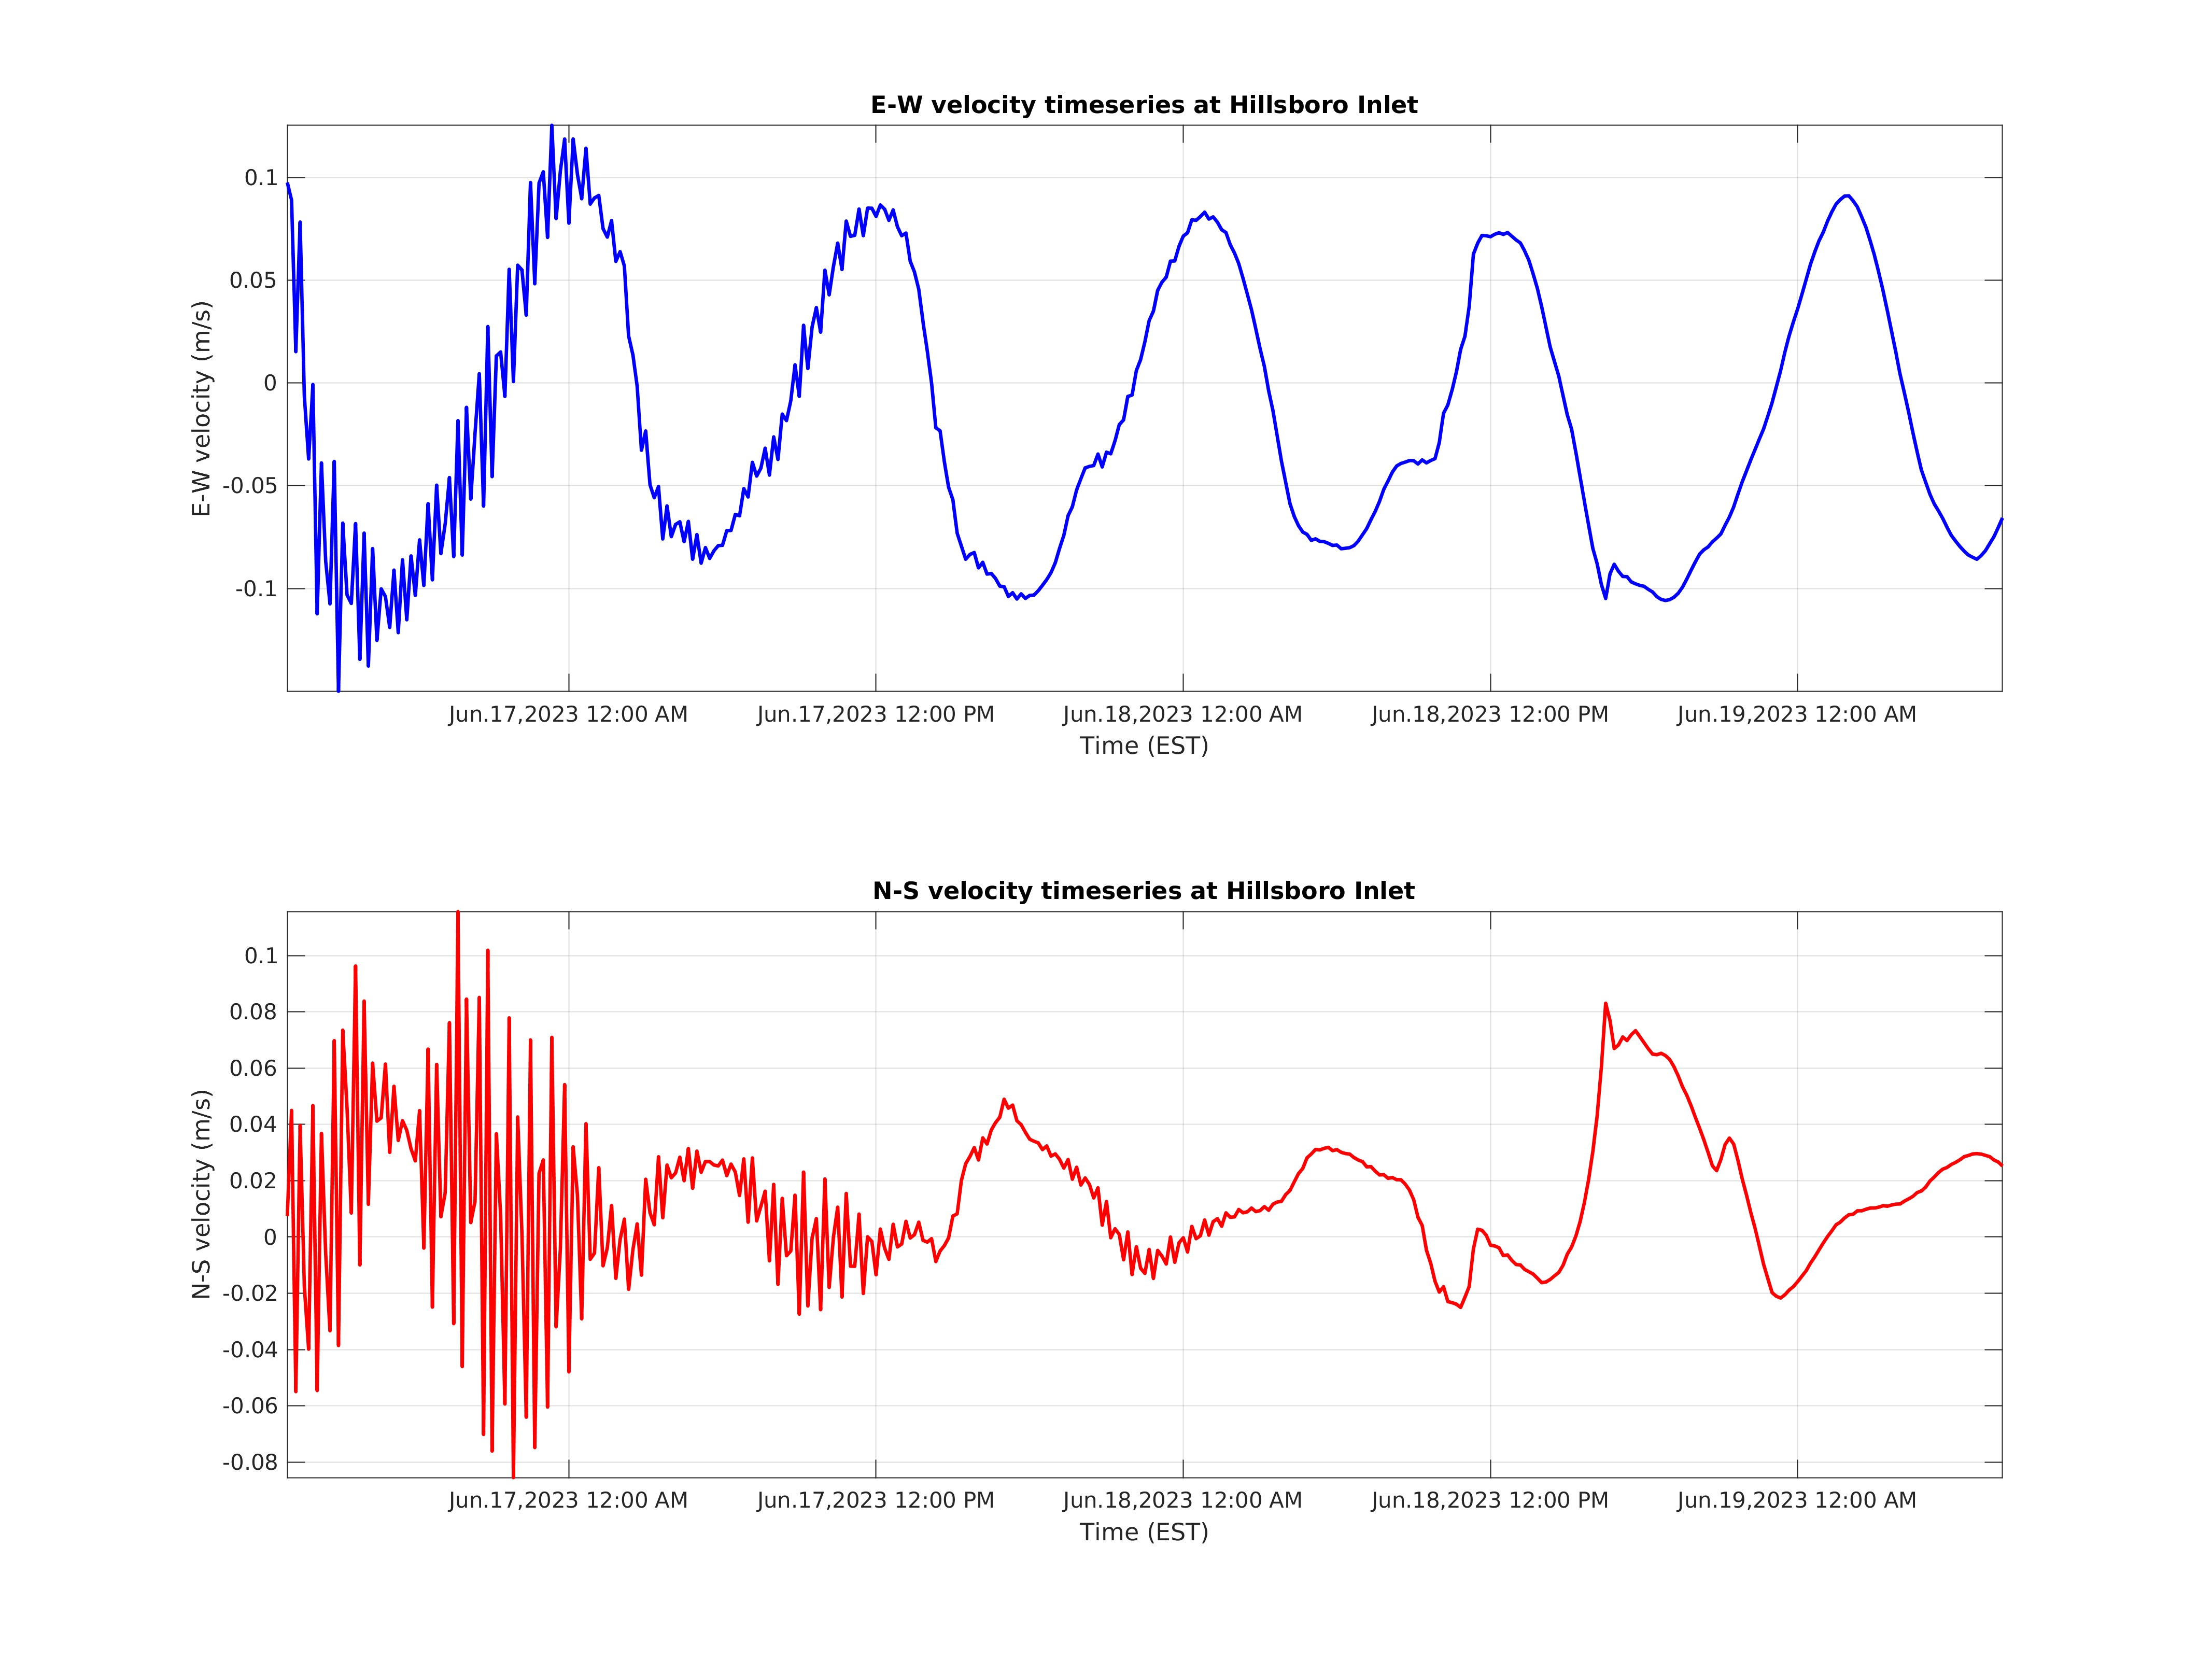 E-W velocity timeseries at Hillsboro Inlet
0.1
0.05
0
-0.05
-0.1
E-W velocity (m/s)
Jun.17,2023 12:00 AM Jun.17,2023 12:00 PM Jun.18,2023 12:00 AM Jun.18,2023 12:00 PM Jun.19,2023 12:00 AM
Time (EST)
N-S velocity timeseries at Hillsboro Inlet
0.1
0.08
0.06
0.04
0.02
0
-0.02
-0.04
-0.06
-0.08
N-S velocity (m/s)
Jun.17,2023 12:00 AM Jun.17,2023 12:00 PM Jun.18,2023 12:00 AM Jun.18,2023 12:00 PM Jun.19,2023 12:00 AM
Time (EST)